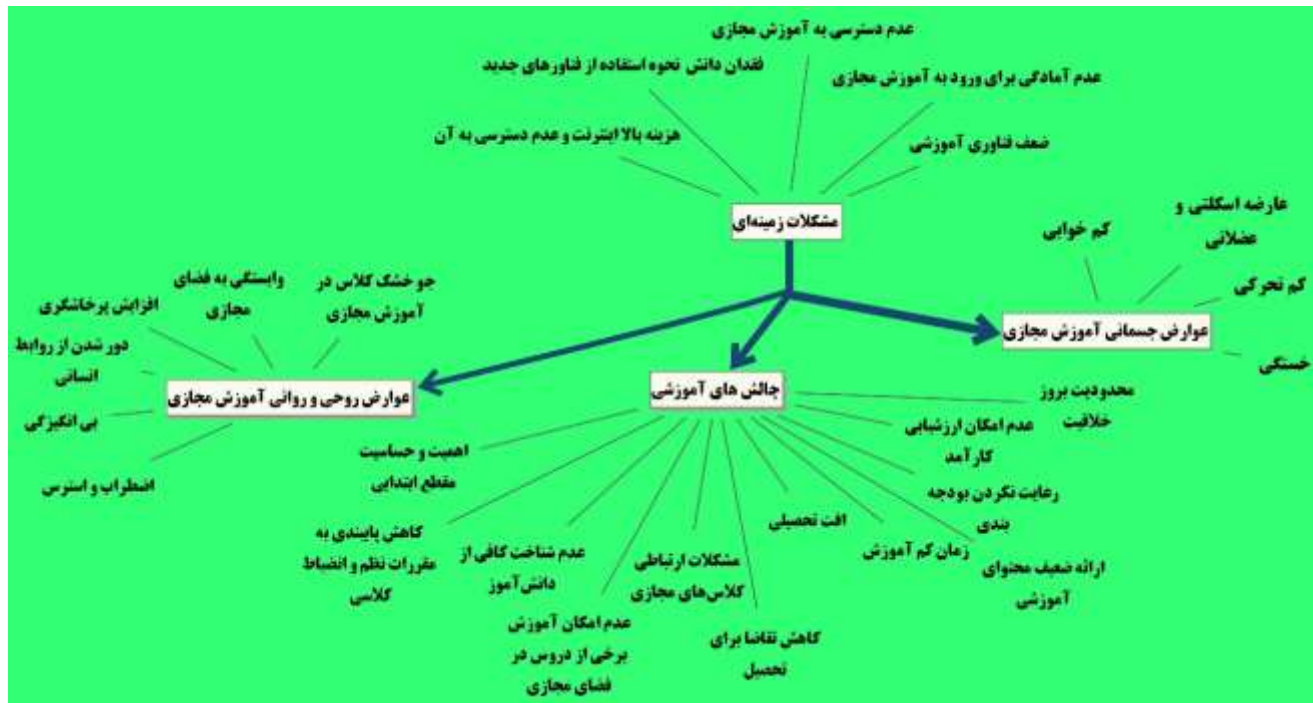 عدم دسترسی به آموزش مجازی
فقدان دانش نحوه استفاده از فناورهای جدید
عدم آمادگی برای ورود به آموزش مجازی
هزینه بالا اینترنت و عدم دسترسی به آن
ضعف فناوری آموزشی
مشکلات زمینه‌ای
عارضه اسکلتی و
عضلانی
کم خوابی
کم تحرکی
خستگی
عوارض جسمانی آموزش مجازی
چالش های آموزشی
محدودیت بروز
خلاقیت
عدم امکان ارزشیابی
کارآمد
رعایت نکردن بودجه
بندی
ارائه ضعیف محتوای
آموزشی
زمان کم آموزش
افت تحصیلی
کاهش تقاضا برای
تحصیل
مشکلات ارتباطی
کلاس‌های مجازی
عدم امکان آموزش
برخی از دروس در
فضای مجازی
عدم شناخت کافی از
دانش‌آموز
کاهش پایبندی به
مقررات نظم و انضباط
کلاسی
اهمیت و حساسیت
مقطع ابتدایی
عوارض روحی و روانی آموزش مجازی
جو خشک کلاس در
آموزش مجازی
وابستگی به فضای
مجازی
افزایش پرخاشگری
دور شدن از روابط
انسانی
بی انگیزگی
اضطراب و استرس